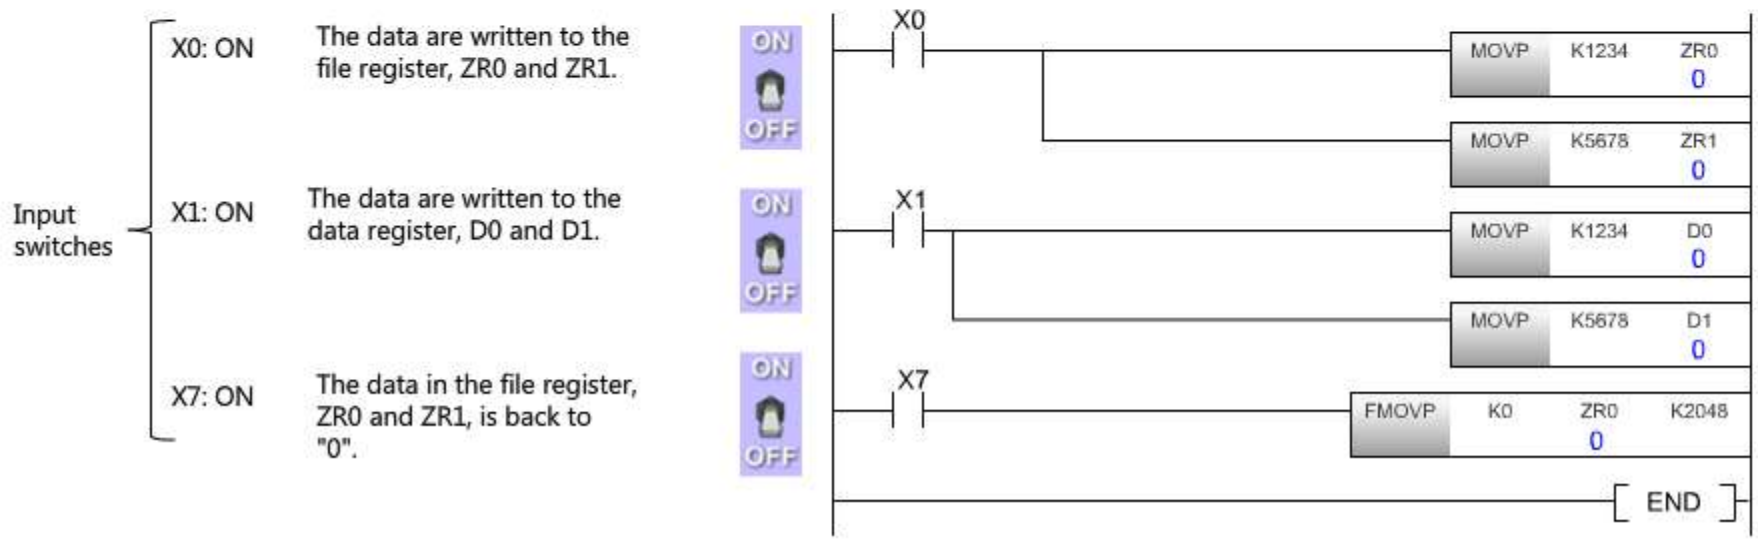 Input
switches
X0: ON
The data are written to the
file register, ZR0 and ZR1.
ON
OFF
X1: ON
The data are written to the
data register, D0 and D1.
ON
OFF
X7: ON
The data in the file register,
ZR0 and ZR1, is back to
"0".
ON
OFF
X0
MOVP K1234 ZR0
0
MOVP K5678 ZR1
0
X1
MOVP K1234 D0
0
MOVP K5678 D1
0
X7
FMOVP K0 ZR0 K2048
0
END